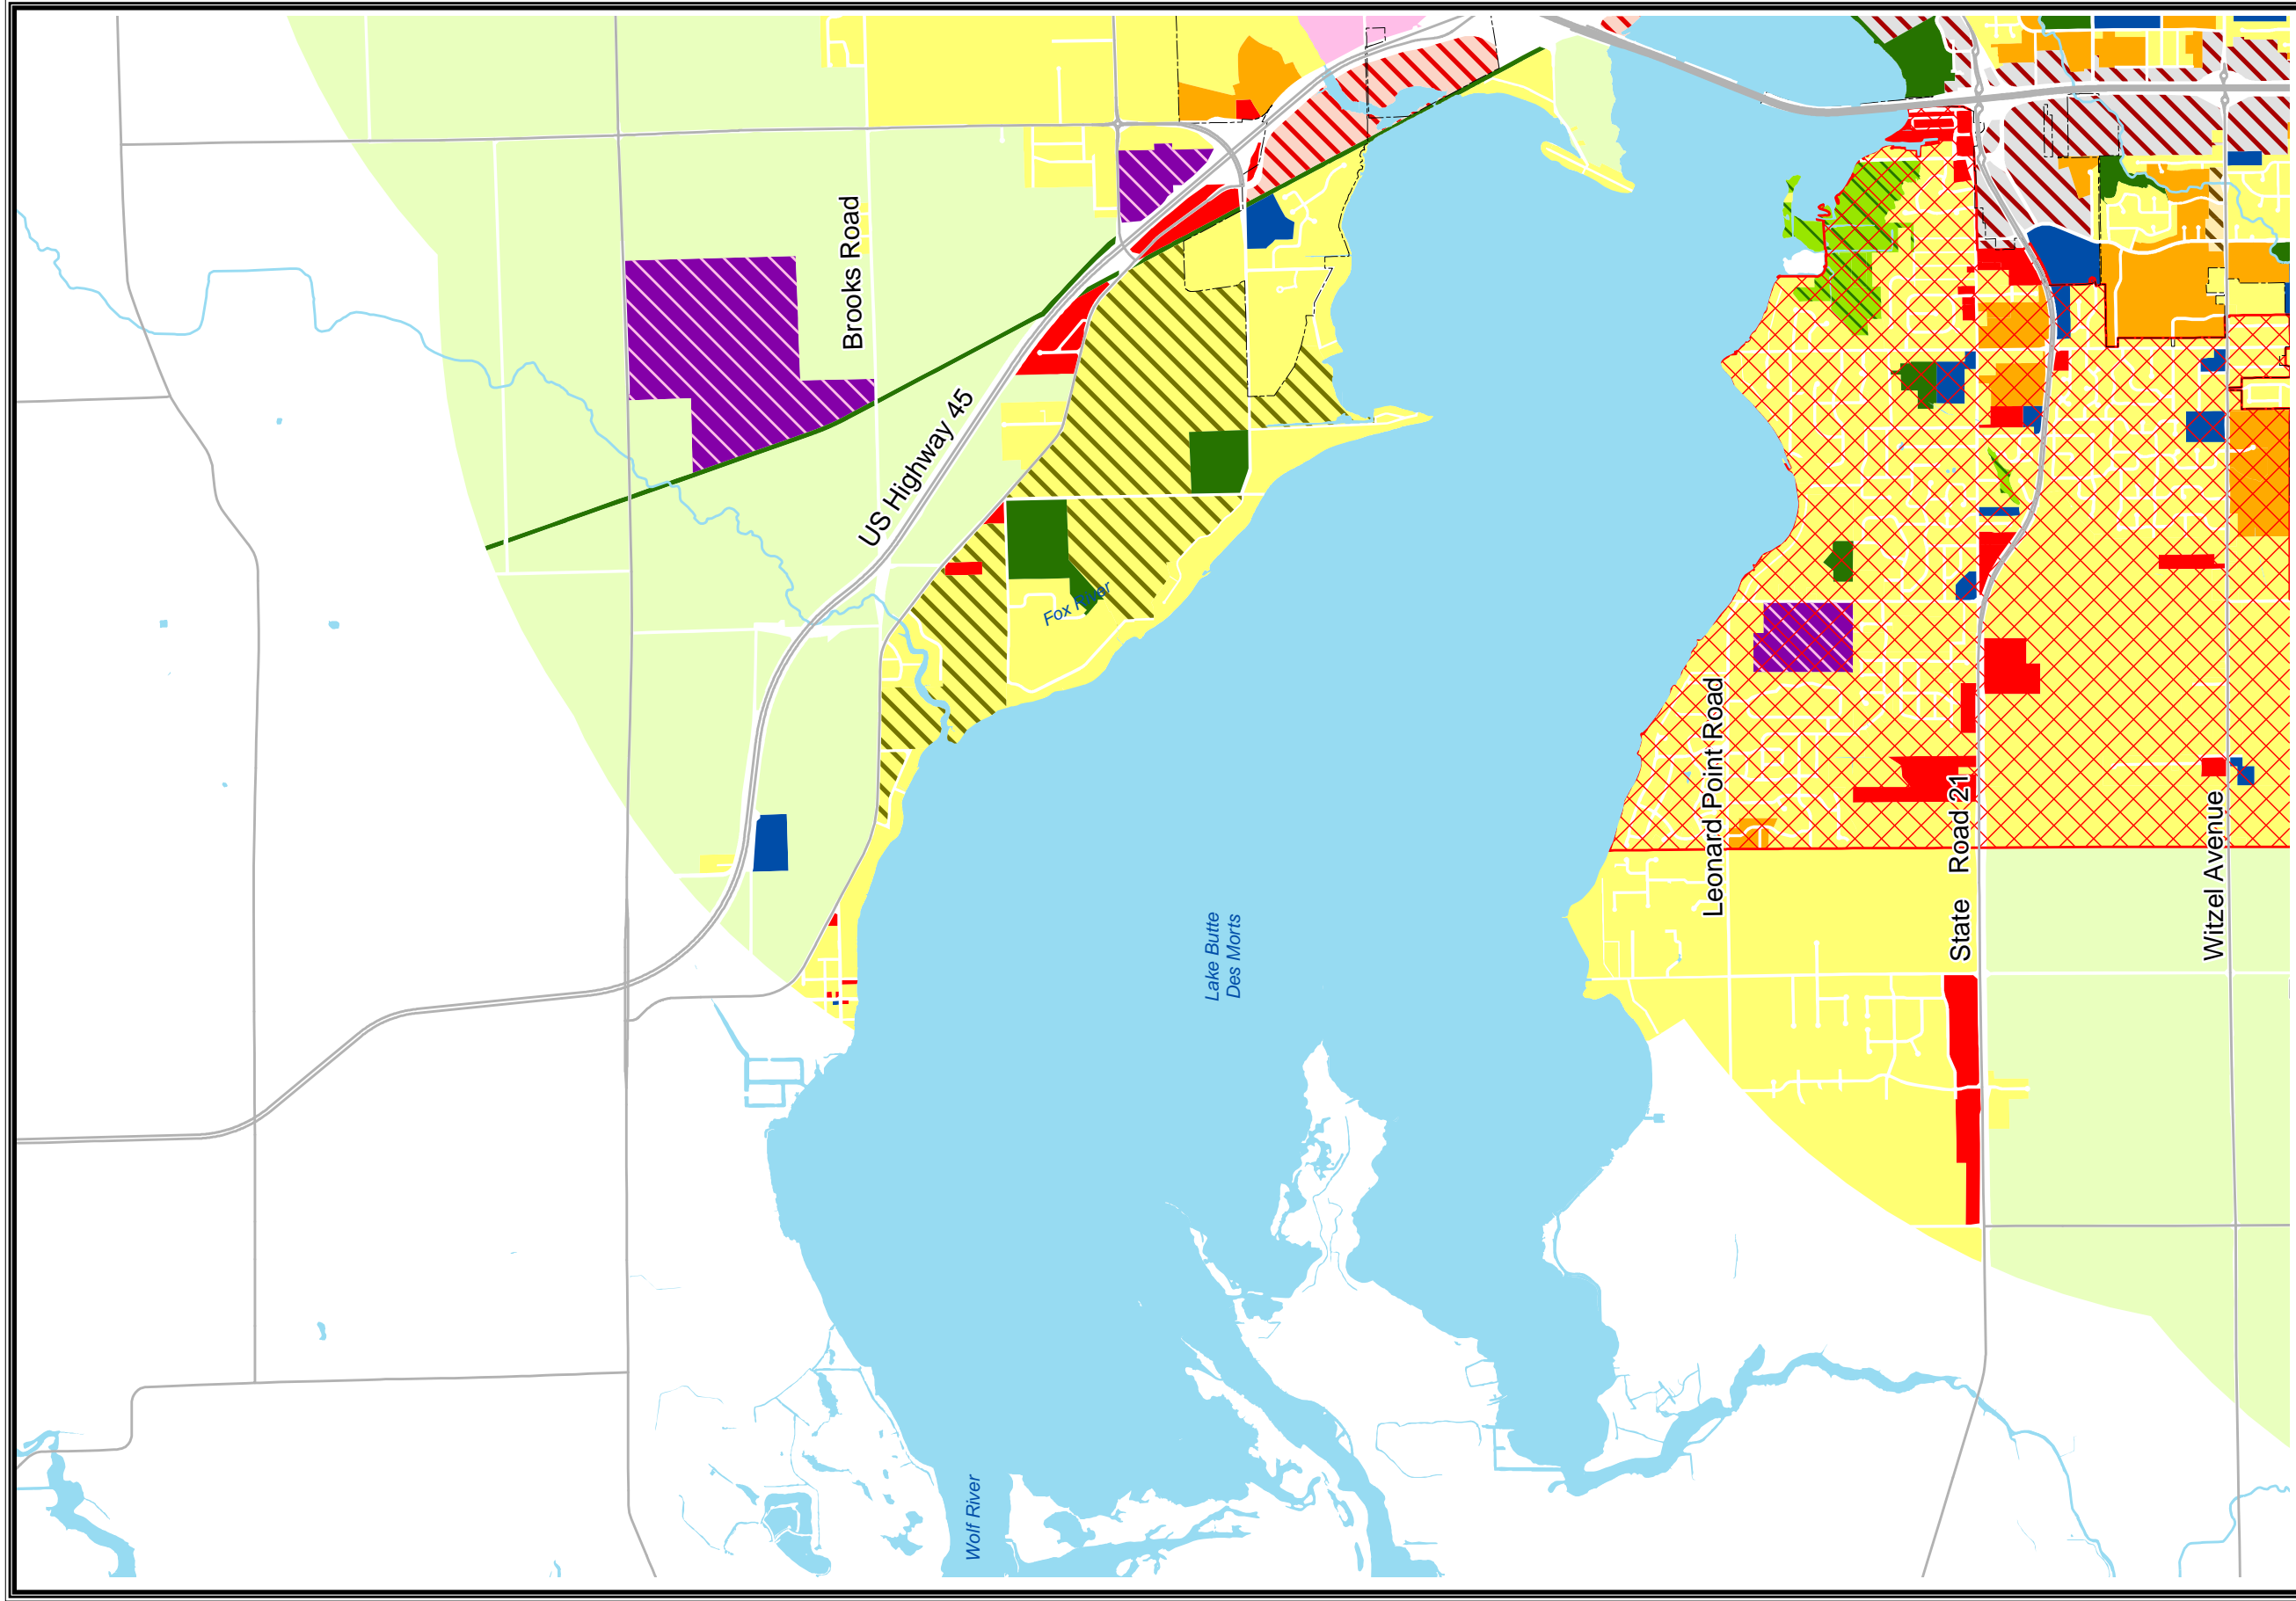 Brooks Road
US Highway 45
Fox River
Leonard Point Road
State Road 21
Witzel Avenue
Lake Butte
Des Morts
Wolf River